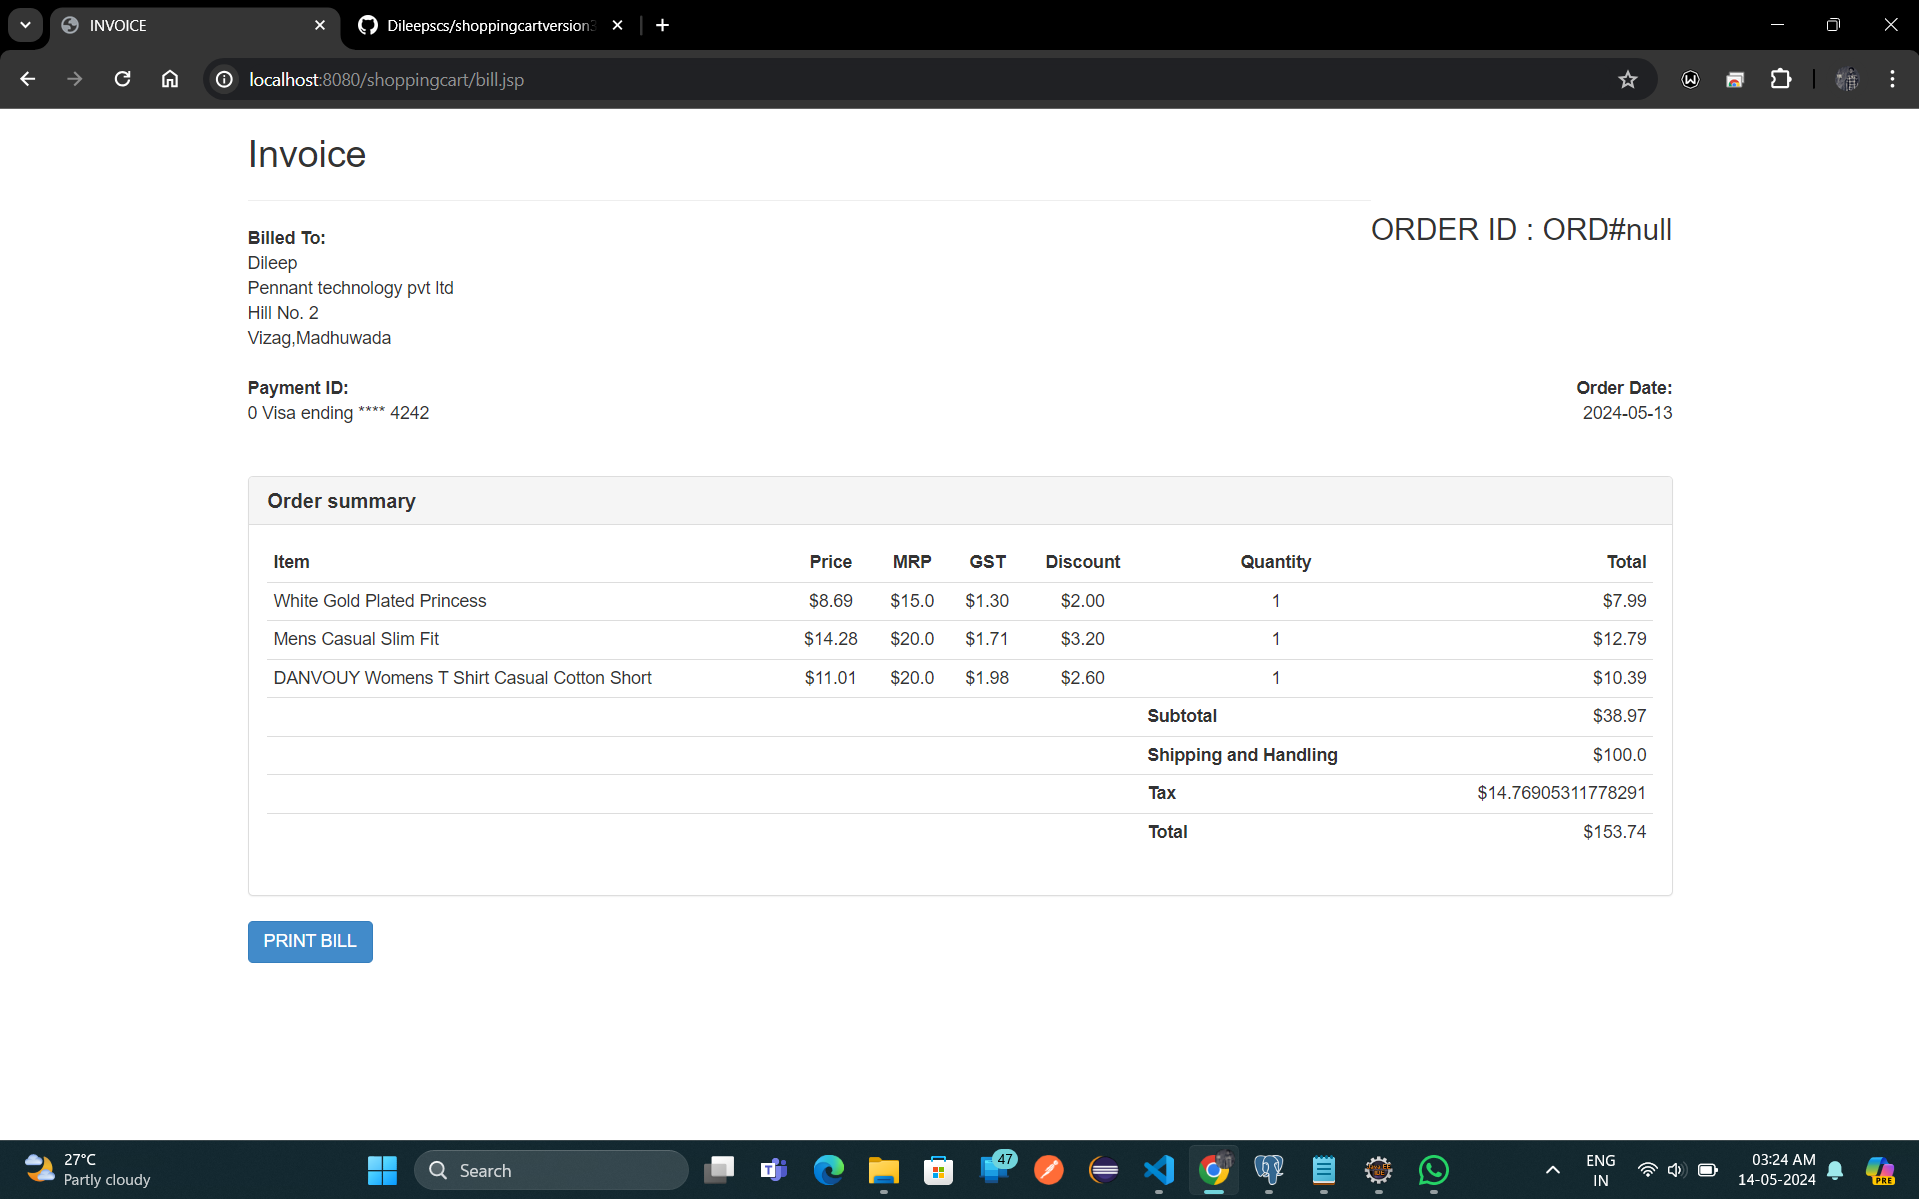 INVOICE
Dileepscs/shoppingcartversion3
localhost:8080/shoppingcart/bill.jsp
Invoice
ORDER ID : ORD#null
Billed To:
Dileep
Pennant technology pvt ltd
Hill No. 2
Vizag,Madhuwada
Payment ID:
0 Visa ending **** 4242
Order Date:
2024-05-13
Order summary
Item Price MRP GST Discount Quantity Total
White Gold Plated Princess $8.69 $15.0 $1.30 $2.00 1 $7.99
Mens Casual Slim Fit $14.28 $20.0 $1.71 $3.20 1 $12.79
DANVOUY Womens T Shirt Casual Cotton Short $11.01 $20.0 $1.98 $2.60 1 $10.39
Subtotal $38.97
Shipping and Handling $100.0
Tax $14.76905311778291
Total $153.74
PRINT BILL
27°C
Partly cloudy
Search
47
ENG
IN
03:24 AM
14-05-2024
PRE